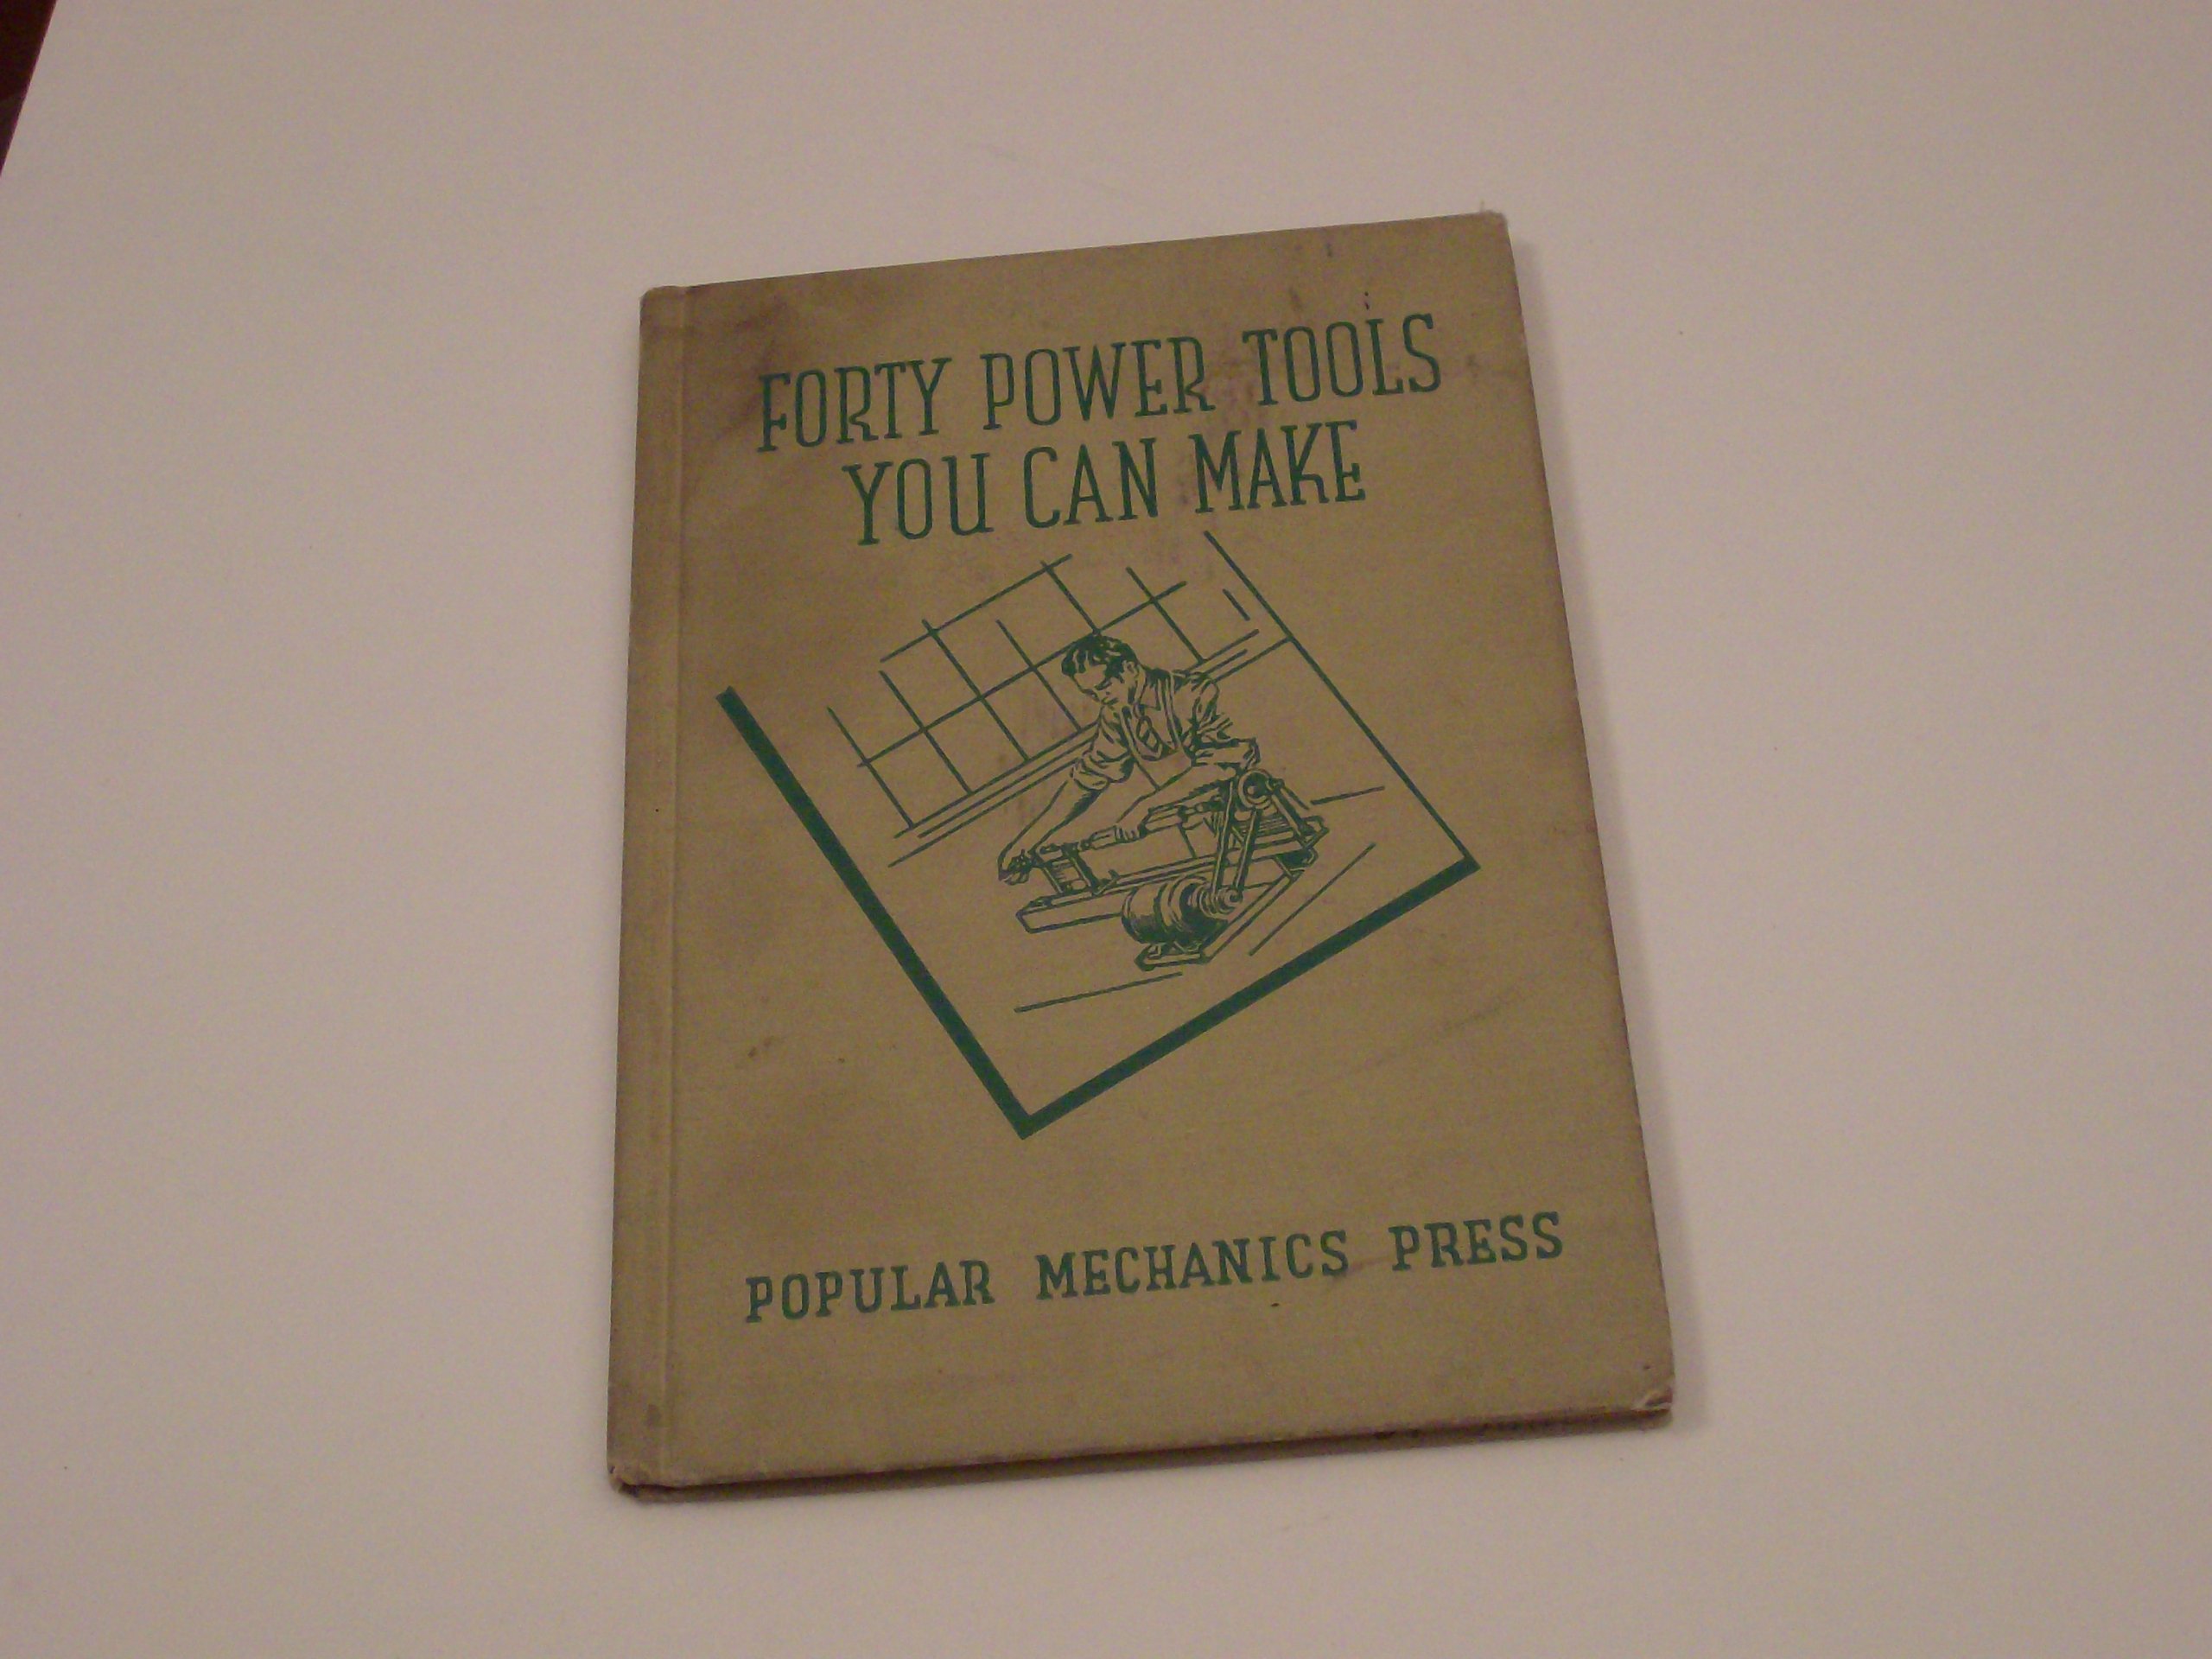 FORTY POWER TOOLS
YOU CAN MAKE
POPULAR MECHANICS PRESS